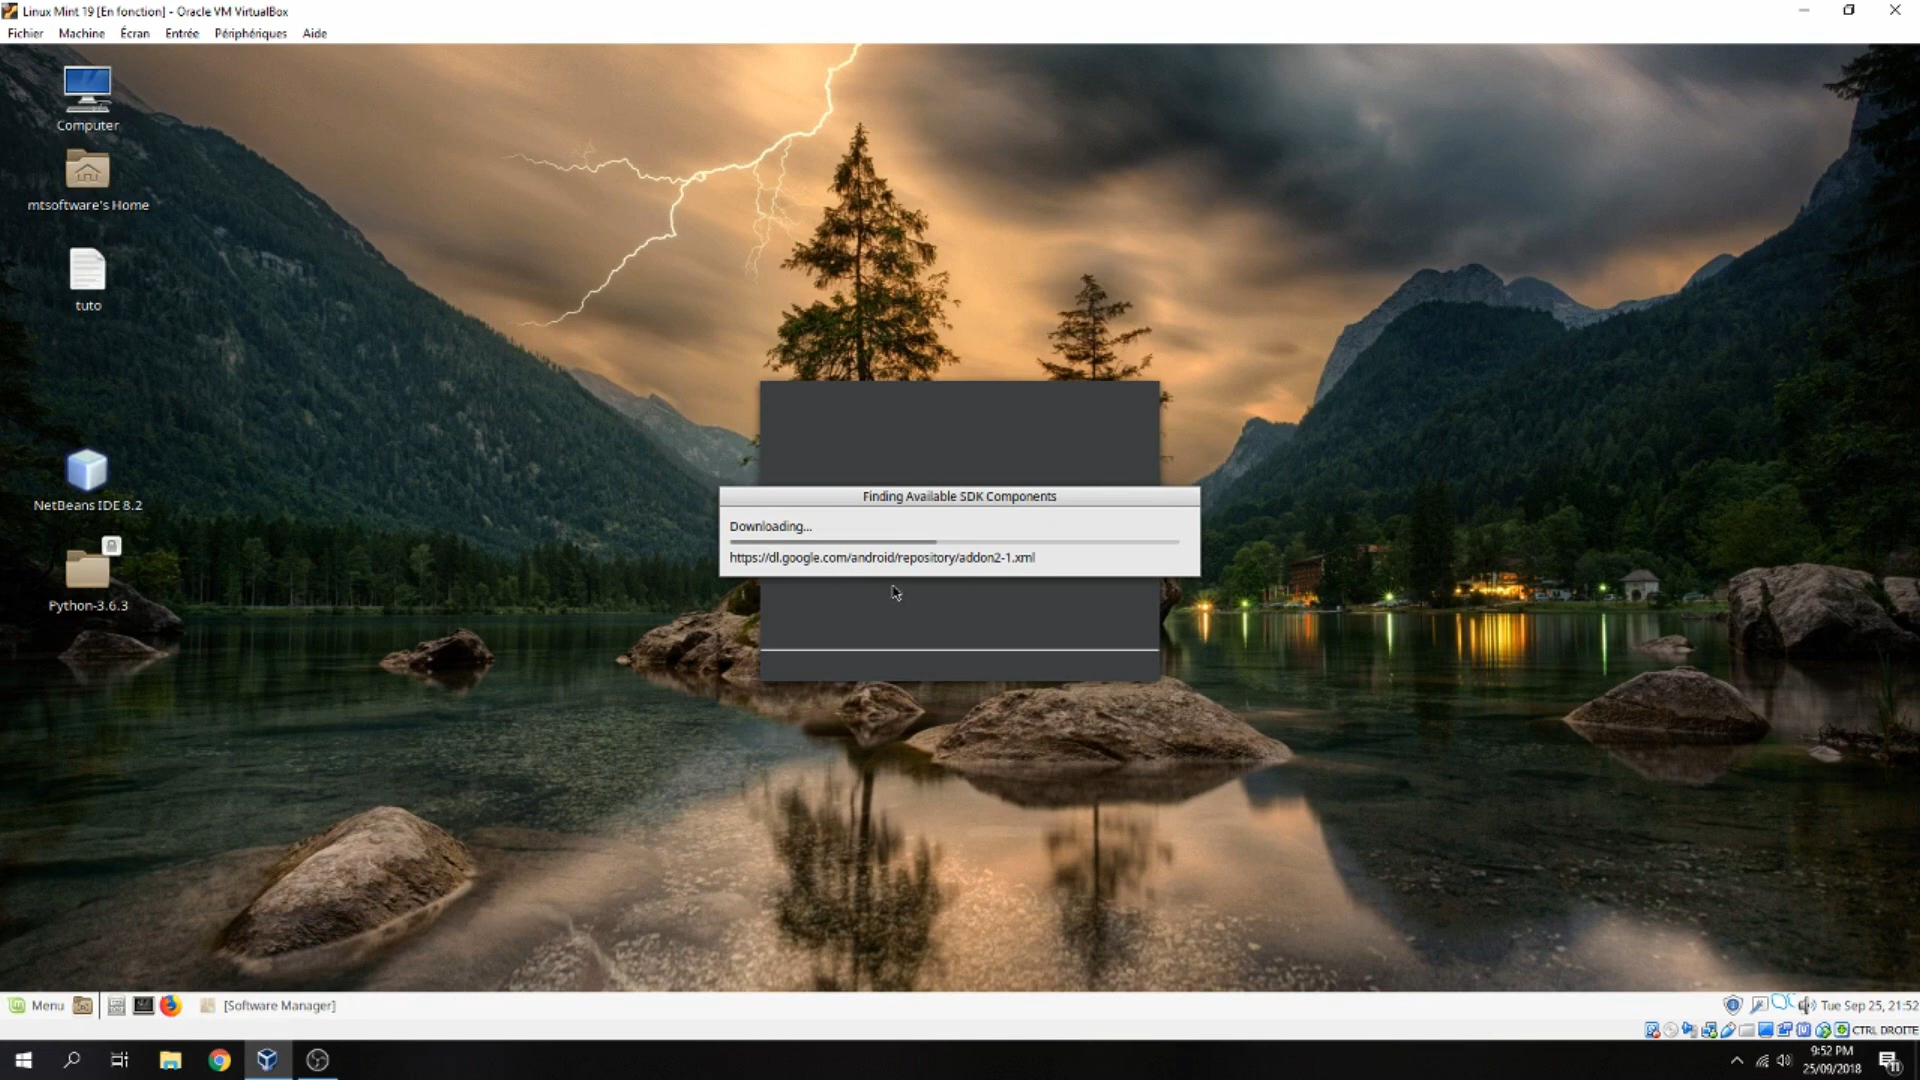 Linux Mint 19 [En fonction] - Oracle VM VirtualBox
Fichier Machine Écran Entrée Périphériques Aide
Computer
mtsoftware's Home
tuto
NetBeans IDE 8.2
Python-3.6.3
Finding Available SDK Components
Downloading...
https://dl.google.com/android/repository/addon2-1.xml
Menu [Software Manager] Tue Sep 25, 21:52
CTRL DROITE
9:52 PM
25/09/2018
11